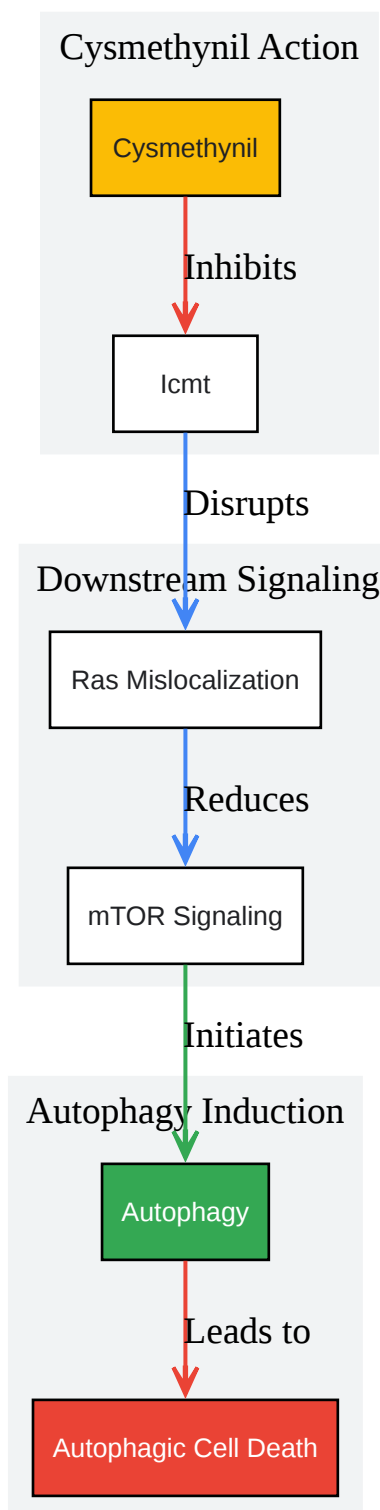 Cysmethynil Action
Cysmethynil
Inhibits
Icmt
Disrupts
Downstream Signaling
Ras Mislocalization
Reduces
mTOR Signaling
Initiates
Autophagy Induction
Autophagy
Leads to
Autophagic Cell Death